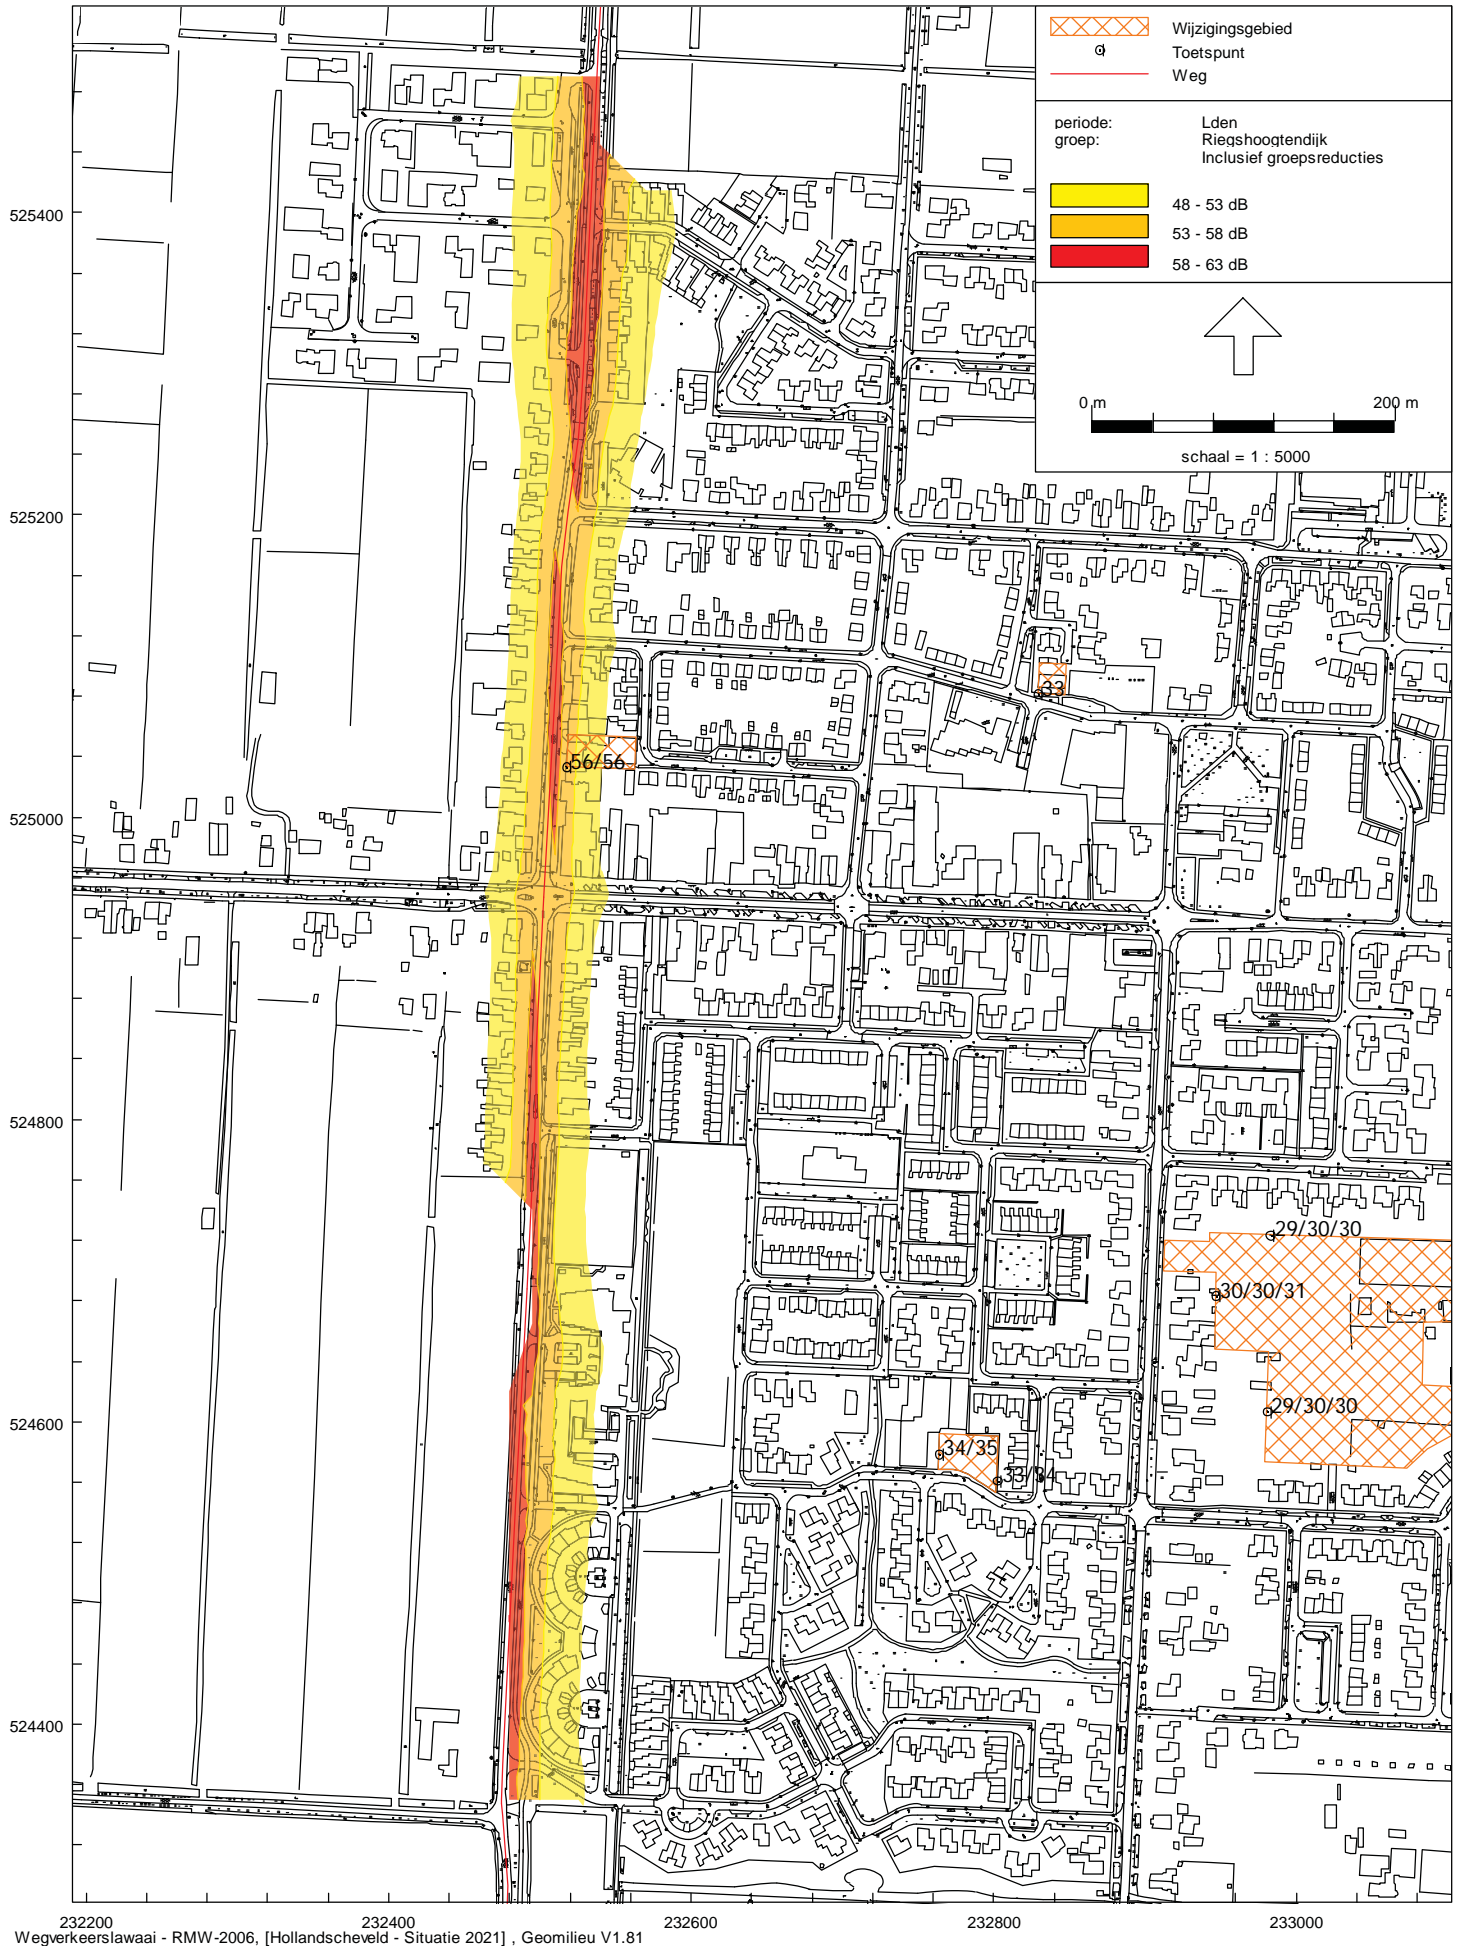 Wijzigingsgebied
Toetspunt
Weg
periode: Lden
groep: Riegshoogtendijk
Inclusief groepsreducties
48 - 53 dB
53 - 58 dB
58 - 63 dB
0 m 200 m
schaal = 1 : 5000
525400
525200
33
56/56
525000
524800
29/30/30
30/30/31
29/30/30
524600
34/35
33/34
524400
232200 232400 232600 232800 233000
Wegverkeerslawaai - RMW-2006, [Hollandscheveld - Situatie 2021] , Geomilieu V1.81